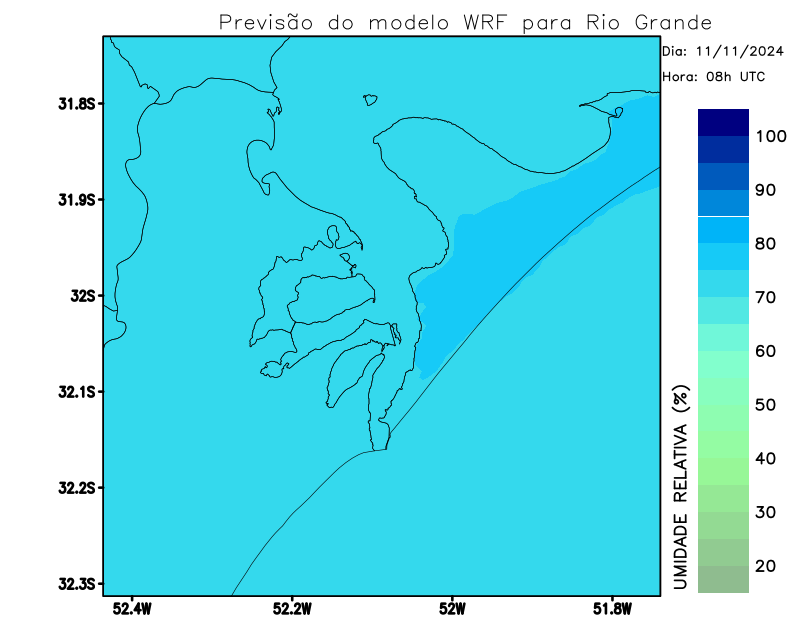 Previsão do modelo WRF para Rio Grande
Dia: 11/11/2024
Hora: 08h UTC
31.8S
31.9S
32S
32.1S
32.2S
32.3S
52.4W
52.2W
52W
51.8W
100
90
80
70
60
50
40
30
20
UMIDADE RELATIVA (%)